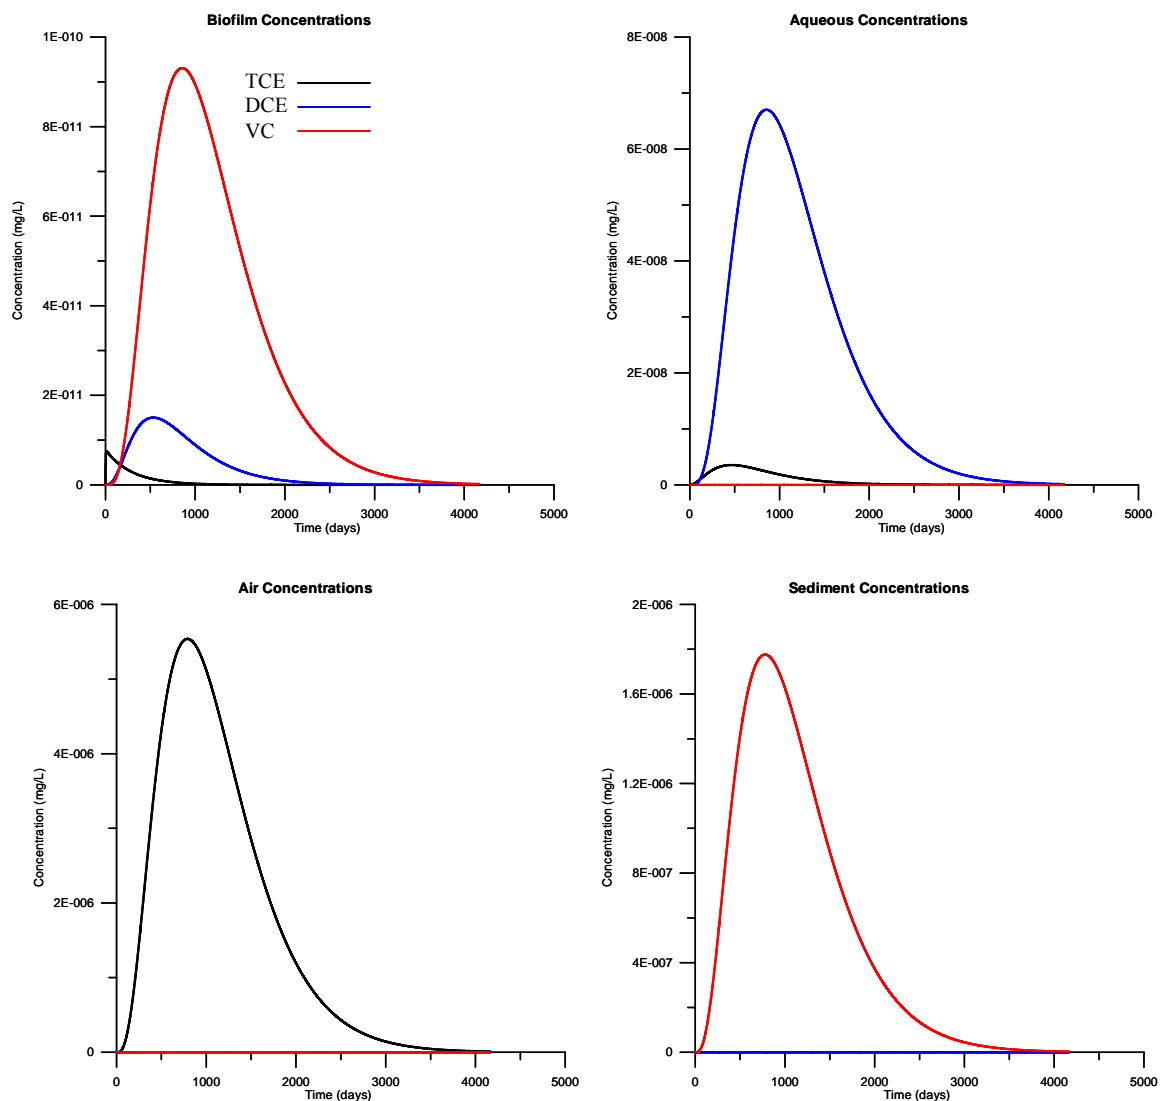 Biofilm Concentrations
1E-010
8E-011
6E-011
4E-011
2E-011
0
Concentration (mg/L)
TCE
DCE
VC
0 1000 2000 3000 4000 5000
Time (days)
Aqueous Concentrations
8E-008
6E-008
4E-008
2E-008
0
Concentration (mg/L)
0 1000 2000 3000 4000 5000
Time (days)
Air Concentrations
6E-006
4E-006
2E-006
0
Concentration (mg/L)
0 1000 2000 3000 4000 5000
Time (days)
Sediment Concentrations
2E-006
1.6E-006
1.2E-006
8E-007
4E-007
0
Concentration (mg/L)
0 1000 2000 3000 4000 5000
Time (days)